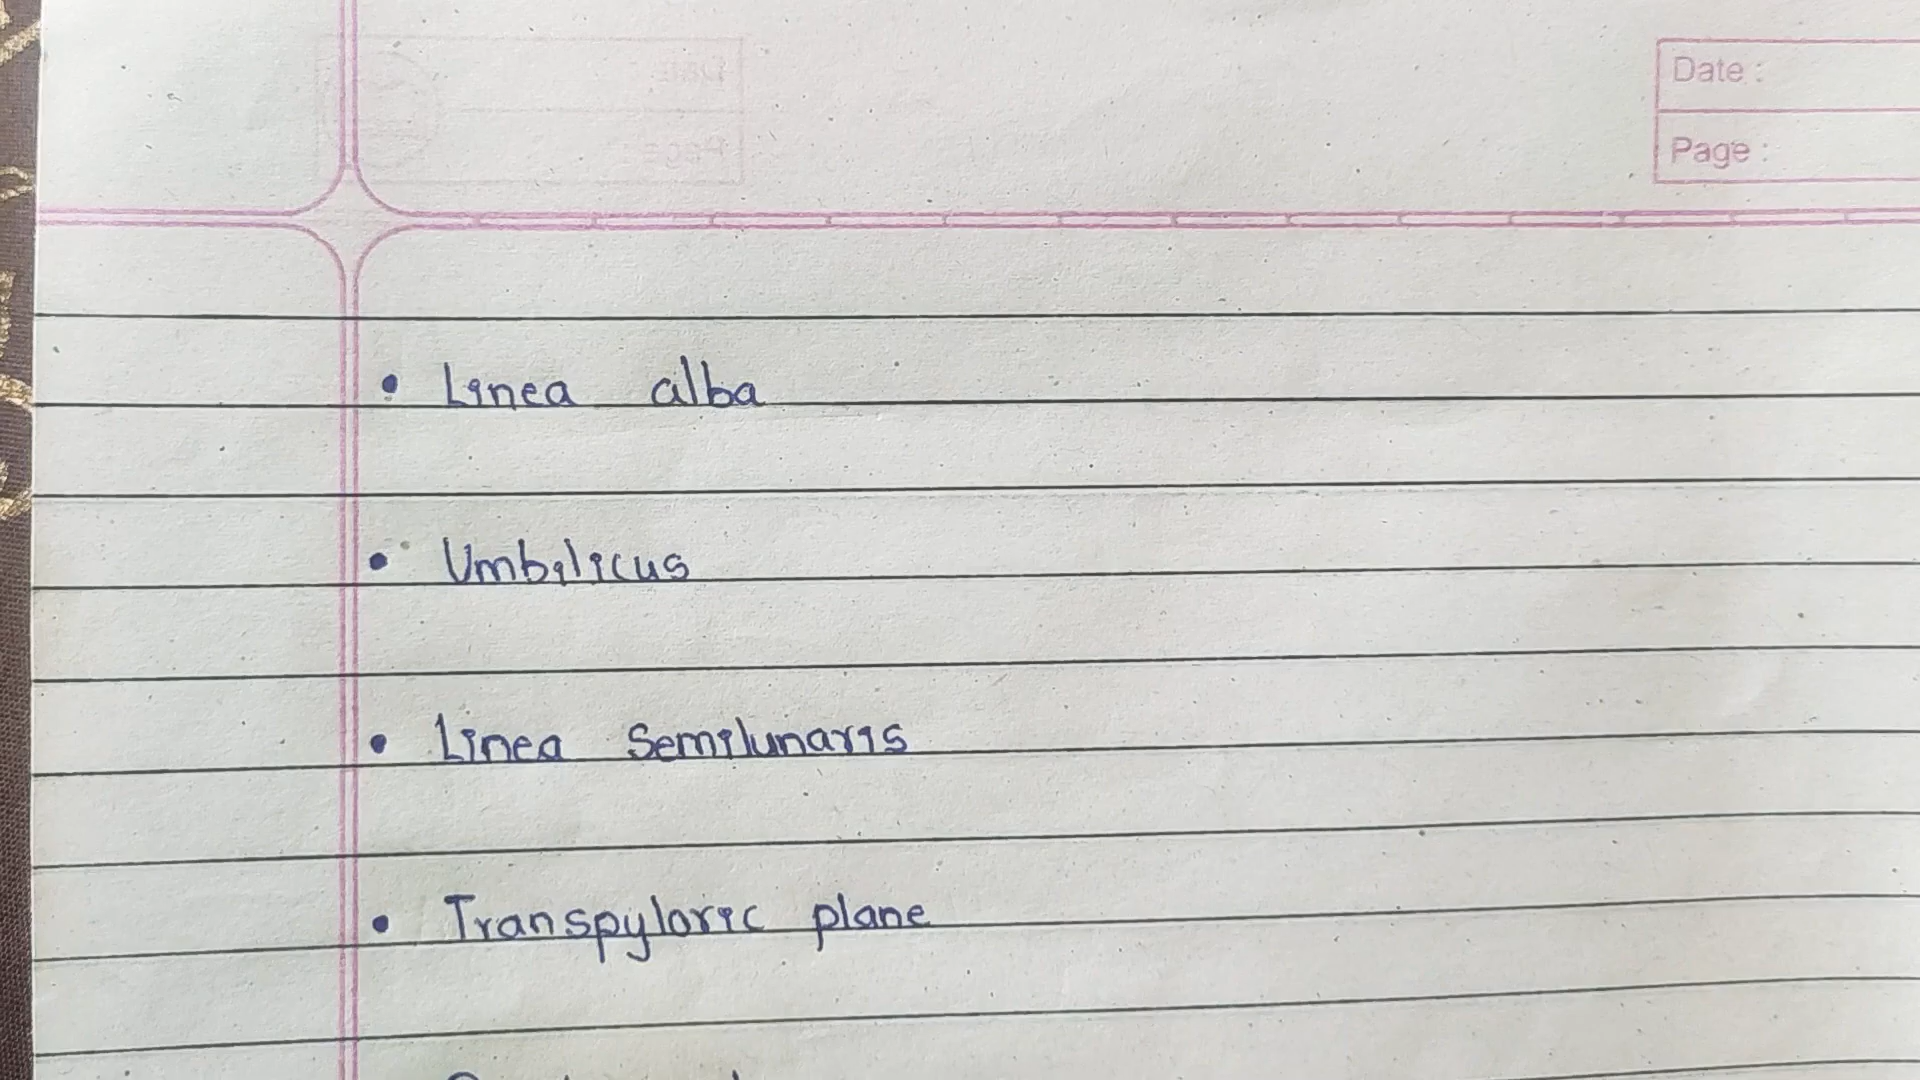 Date :
Page :
• Linea alba
• Umbilicus
• Linea Semilunaris
• Transpyloric plane